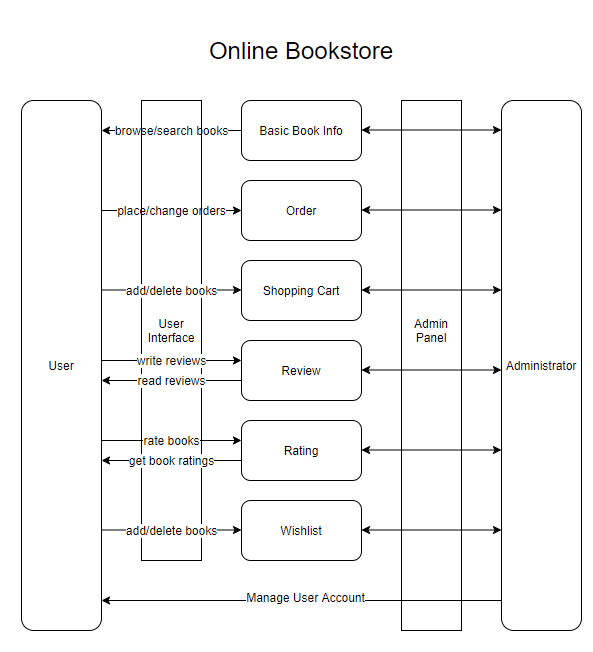 Online Bookstore
browse/search books
Basic Book Info
place/change orders
Order
add/delete books
Shopping Cart
User
Interface
Admin
Panel
User
write reviews
read reviews
Review
Administrator
rate books
get book ratings
Rating
add/delete books
Wishlist
Manage User Account